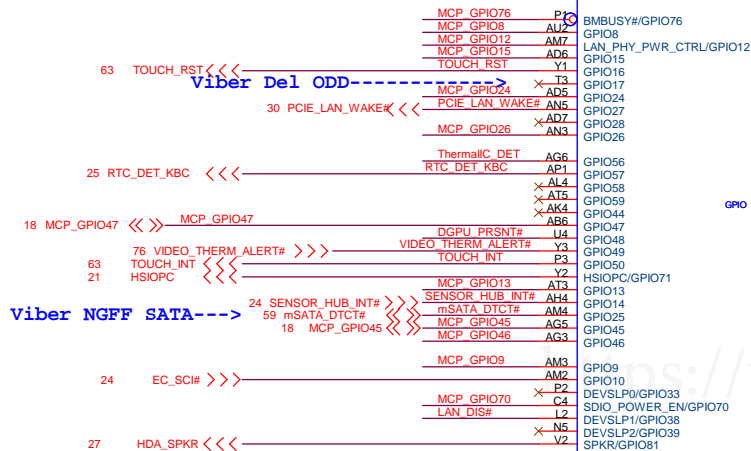 MCP_GPIO76 P1 BMBUSY#/GPIO76
MCP_GPIO8 AU2 GPIO8
MCP_GPIO12 AM7 LAN_PHY_PWR_CTRL/GPIO12
MCP_GPIO15 AD6 GPIO15
63 TOUCH_RST TOUCH_RST Y1 GPIO16
Viber Del ODD------------> T3 GPIO17
MCP_GPIO24 AD5 GPIO24
30 PCIE_LAN_WAKE# PCIE_LAN_WAKE# AN5 GPIO27
AD7 GPIO28
MCP_GPIO26 AN3 GPIO26
ThermalIC_DET AG6 GPIO56
25 RTC_DET_KBC RTC_DET_KBC AP1 GPIO57
AL4 GPIO58
AT5 GPIO59
GPIO
AK4 GPIO44
18 MCP_GPIO47 MCP_GPIO47 AB6 GPIO47
DGPU_PRSNT# U4 GPIO48
76 VIDEO_THERM_ALERT# VIDEO_THERM_ALERT# Y3 GPIO49
63 TOUCH_INT TOUCH_INT P3 GPIO50
21 HSIOPC Y2 HSIOPC/GPIO71
MCP_GPIO13 AT3 GPIO13
24 SENSOR_HUB_INT# SENSOR_HUB_INT# AH4 GPIO14
Viber NGFF SATA---> 59 mSATA_DTCT# mSATA_DTCT# AM4 GPIO25
18 MCP_GPIO45 MCP_GPIO45 AG5 GPIO45
MCP_GPIO46 AG3 GPIO46
https://
MCP_GPIO9 AM3 GPIO9
24 EC_SCI# AM2 GPIO10
P2 DEVSLP0/GPIO33
MCP_GPIO70 C4 SDIO_POWER_EN/GPIO70
LAN_DIS# L2 DEVSLP1/GPIO38
N5 DEVSLP2/GPIO39
27 HDA_SPKR V2 SPKR/GPIO81